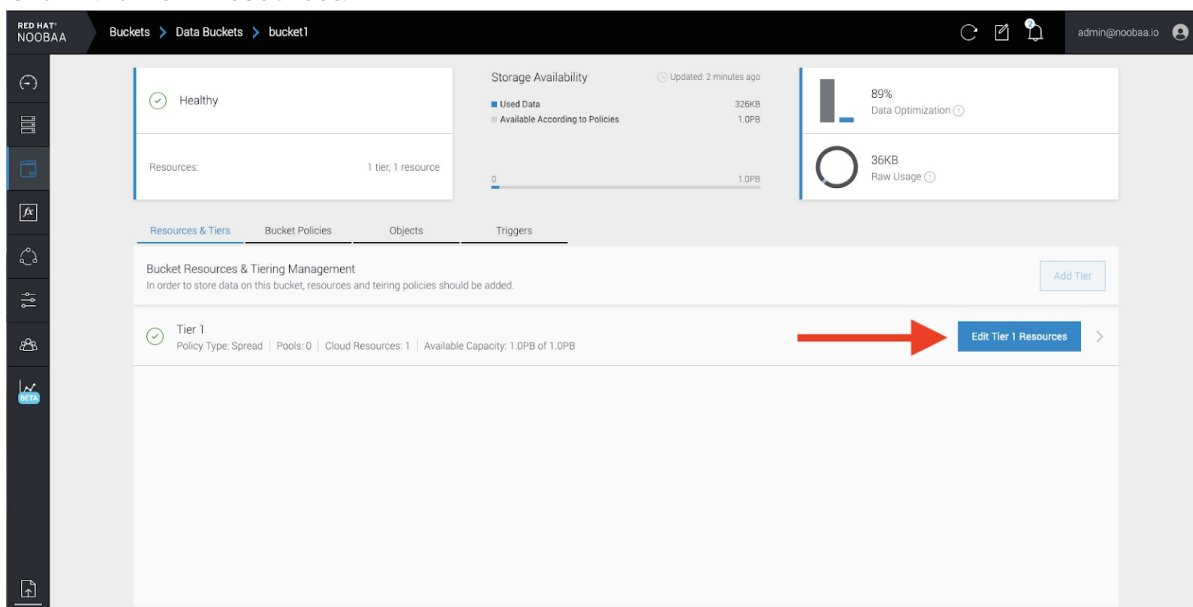 RED HAT®
NOOBAA
Buckets > Data Buckets > bucket1
2
admin@noobaa.io
Healthy
Resources: 1 tier, 1 resource
Storage Availability
Updated: 2 minutes ago
Used Data 326KB
Available According to Policies 1.0PB
0 1.0PB
89%
Data Optimization ?
36KB
Raw Usage ?
fx
BETA
Resources & Tiers Bucket Policies Objects Triggers
Bucket Resources & Tiering Management
In order to store data on this bucket, resources and teiring policies should be added.
Add Tier
Tier 1
Policy Type: Spread | Pools: 0 | Cloud Resources: 1 | Available Capacity: 1.0PB of 1.0PB
Edit Tier 1 Resources >